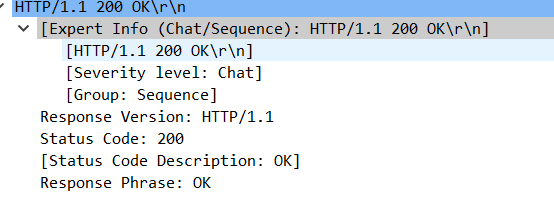 HTTP/1.1 200 OK\r\n
[Expert Info (Chat/Sequence): HTTP/1.1 200 OK\r\n]
[HTTP/1.1 200 OK\r\n]
[Severity level: Chat]
[Group: Sequence]
Response Version: HTTP/1.1
Status Code: 200
[Status Code Description: OK]
Response Phrase: OK